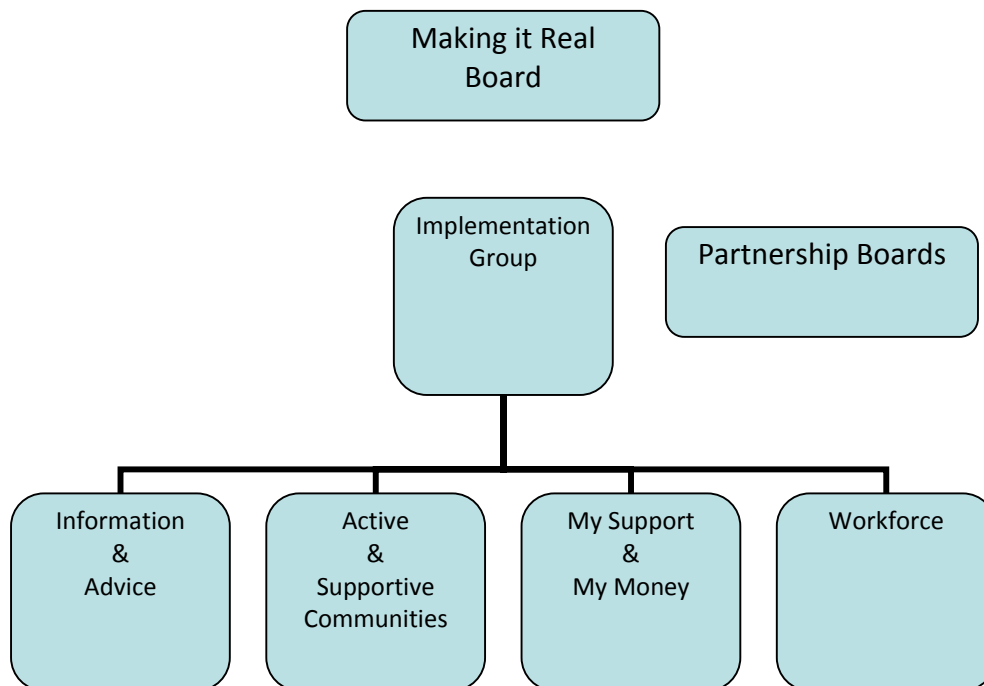 Making it Real
Board
Implementation
Group
Partnership Boards
Information
&
Advice
Active
&
Supportive
Communities
My Support
&
My Money
Workforce